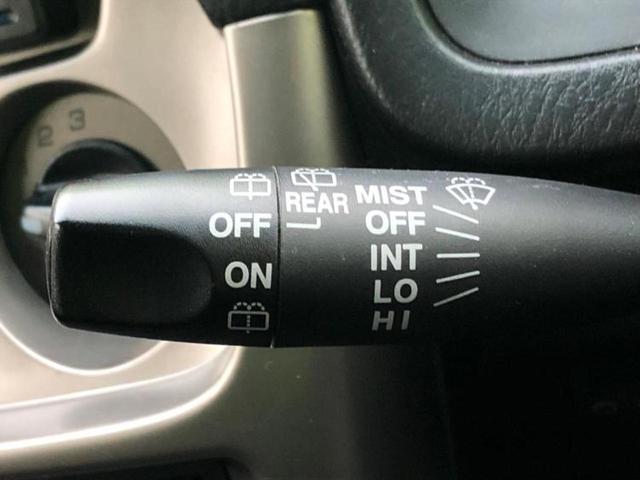 2 3
OFF
ON
REAR
MIST
OFF
INT
LO
HI